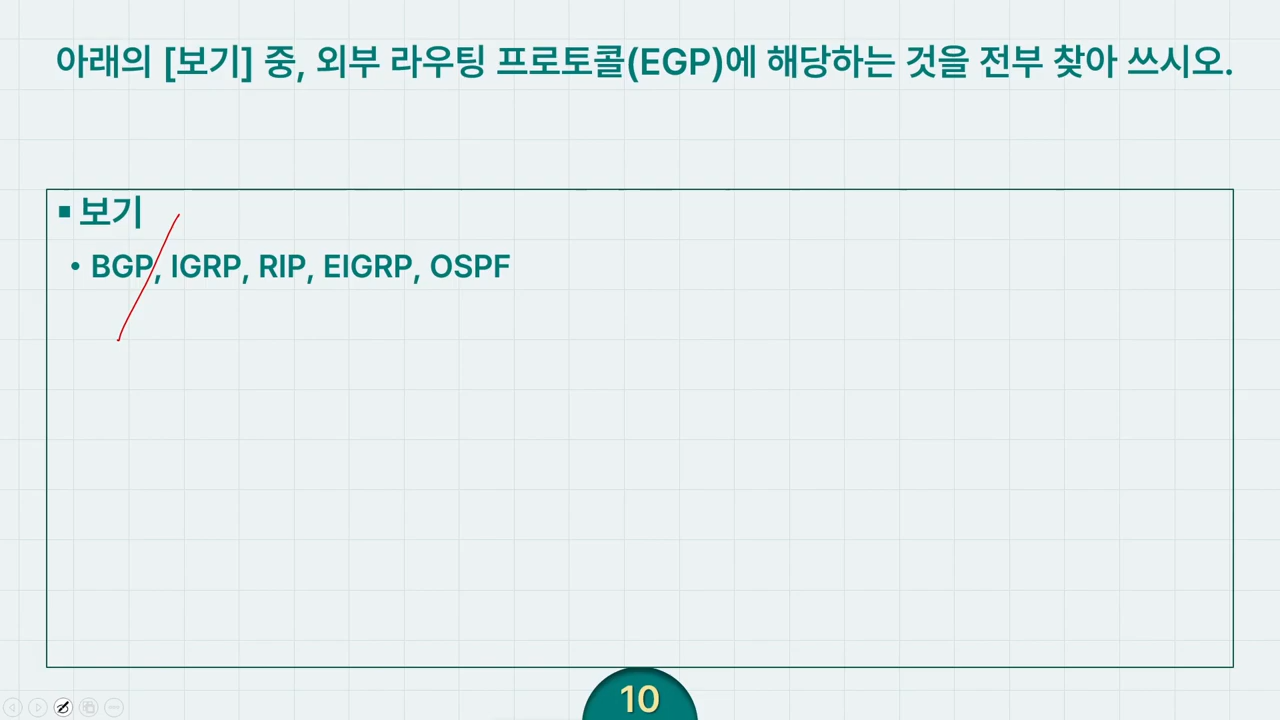 아래의 [보기] 중, 외부 라우팅 프로토콜(EGP)에 해당하는 것을 전부 찾아 쓰시오.
▪ 보기
• BGP, IGRP, RIP, EIGRP, OSPF
10